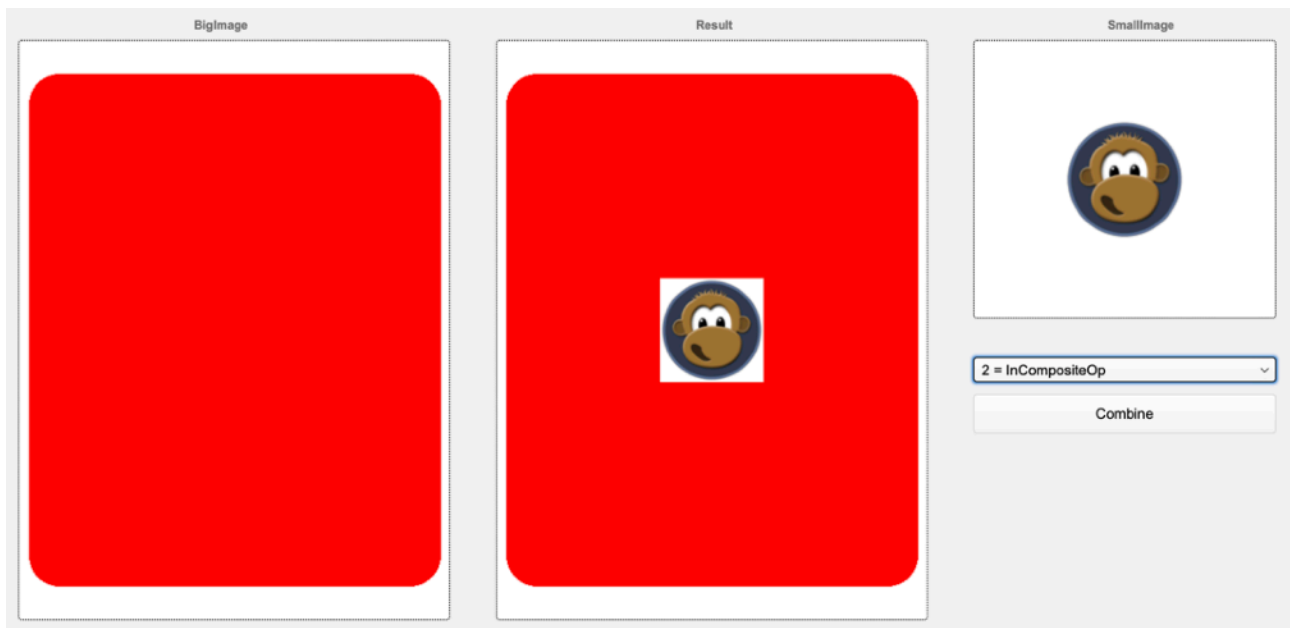 BigImage
Result
SmallImage
2 = InCompositeOp
Combine